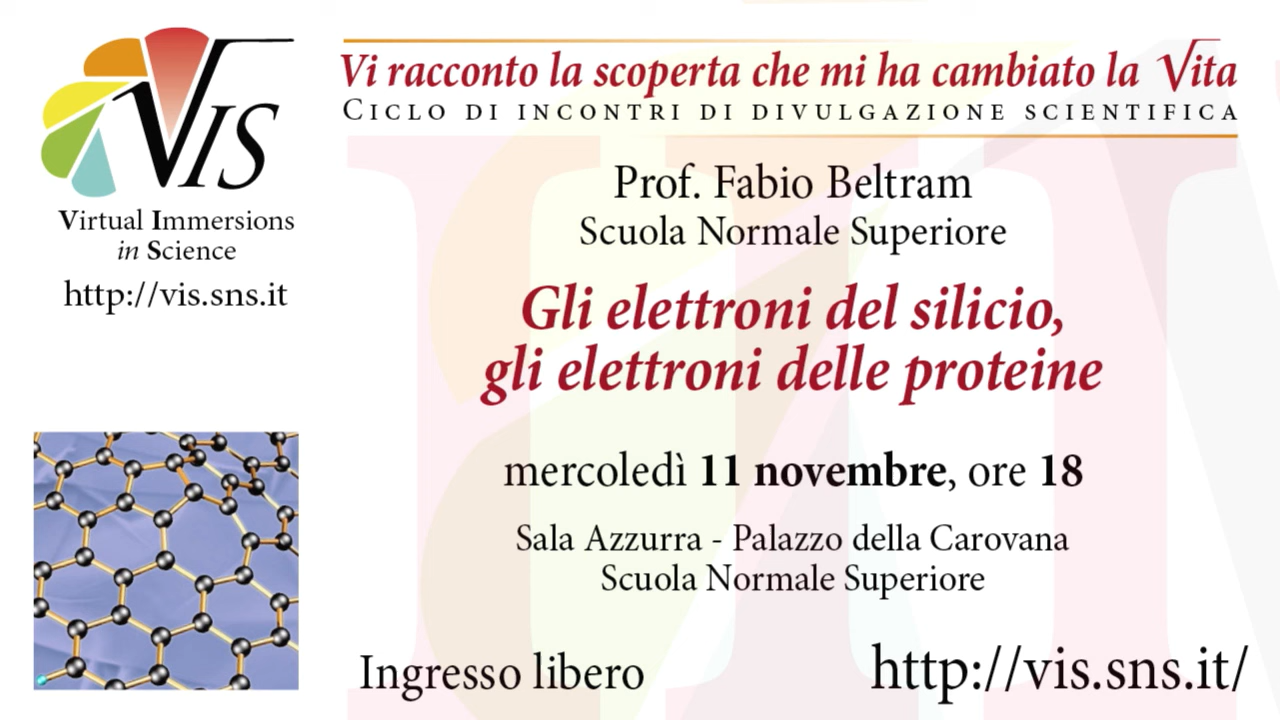 VIS
Virtual Immersions
in Science
http://vis.sns.it
Vi racconto la scoperta che mi ha cambiato la Vita
CICLO DI INCONTRI DI DIVULGAZIONE SCIENTIFICA
Prof. Fabio Beltram
Scuola Normale Superiore
Gli elettroni del silicio,
gli elettroni delle proteine
mercoledì 11 novembre, ore 18
Sala Azzurra - Palazzo della Carovana
Scuola Normale Superiore
Ingresso libero
http://vis.sns.it/